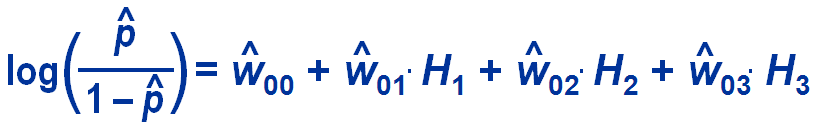 log(p̂ / (1 – p̂)) = ŵ₀₀ + ŵ₀₁· H₁ + ŵ₀₂· H₂ + ŵ₀₃· H₃